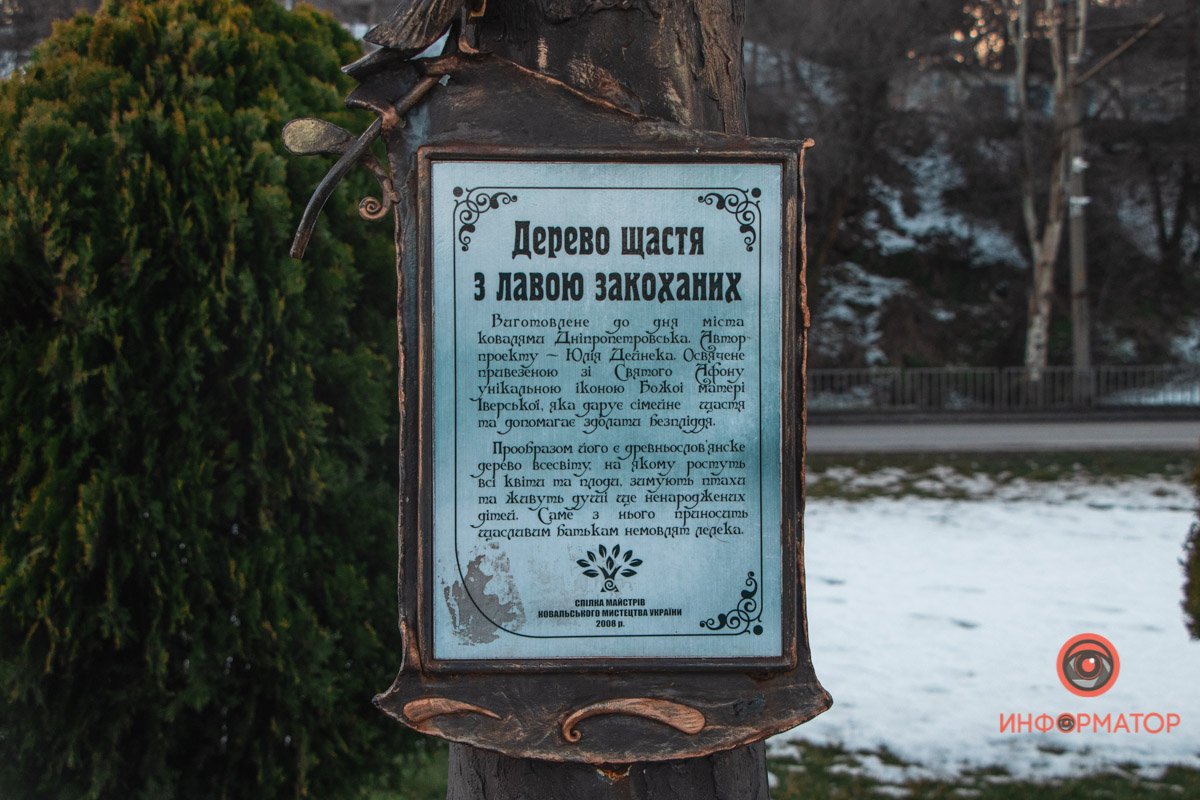 Дерево щастя
з лавою закоханих
Виготовлене до дня міста
ковалями Дніпропетровська. Автор
проекту – Юлія Дейнека. Освячене
привезеною зі Святого Афону
унікальною іконою Божої матері
Іверської, яка дарує сімейне щастя
та допомагає здолати безпліддя.
Прообразом його є древньослов'янске
дерево всесвіту, на якому ростуть
всі квіти та плоди, зимують птахи
та живуть душі ще ненароджених
дітей. Саме з нього приносить
щасливим батькам немовлят лелека.
СПІЛКА МАЙСТРІВ
КОВАЛЬСЬКОГО МИСТЕЦТВА УКРАЇНИ
2008 р.
ИНФОРМАТОР